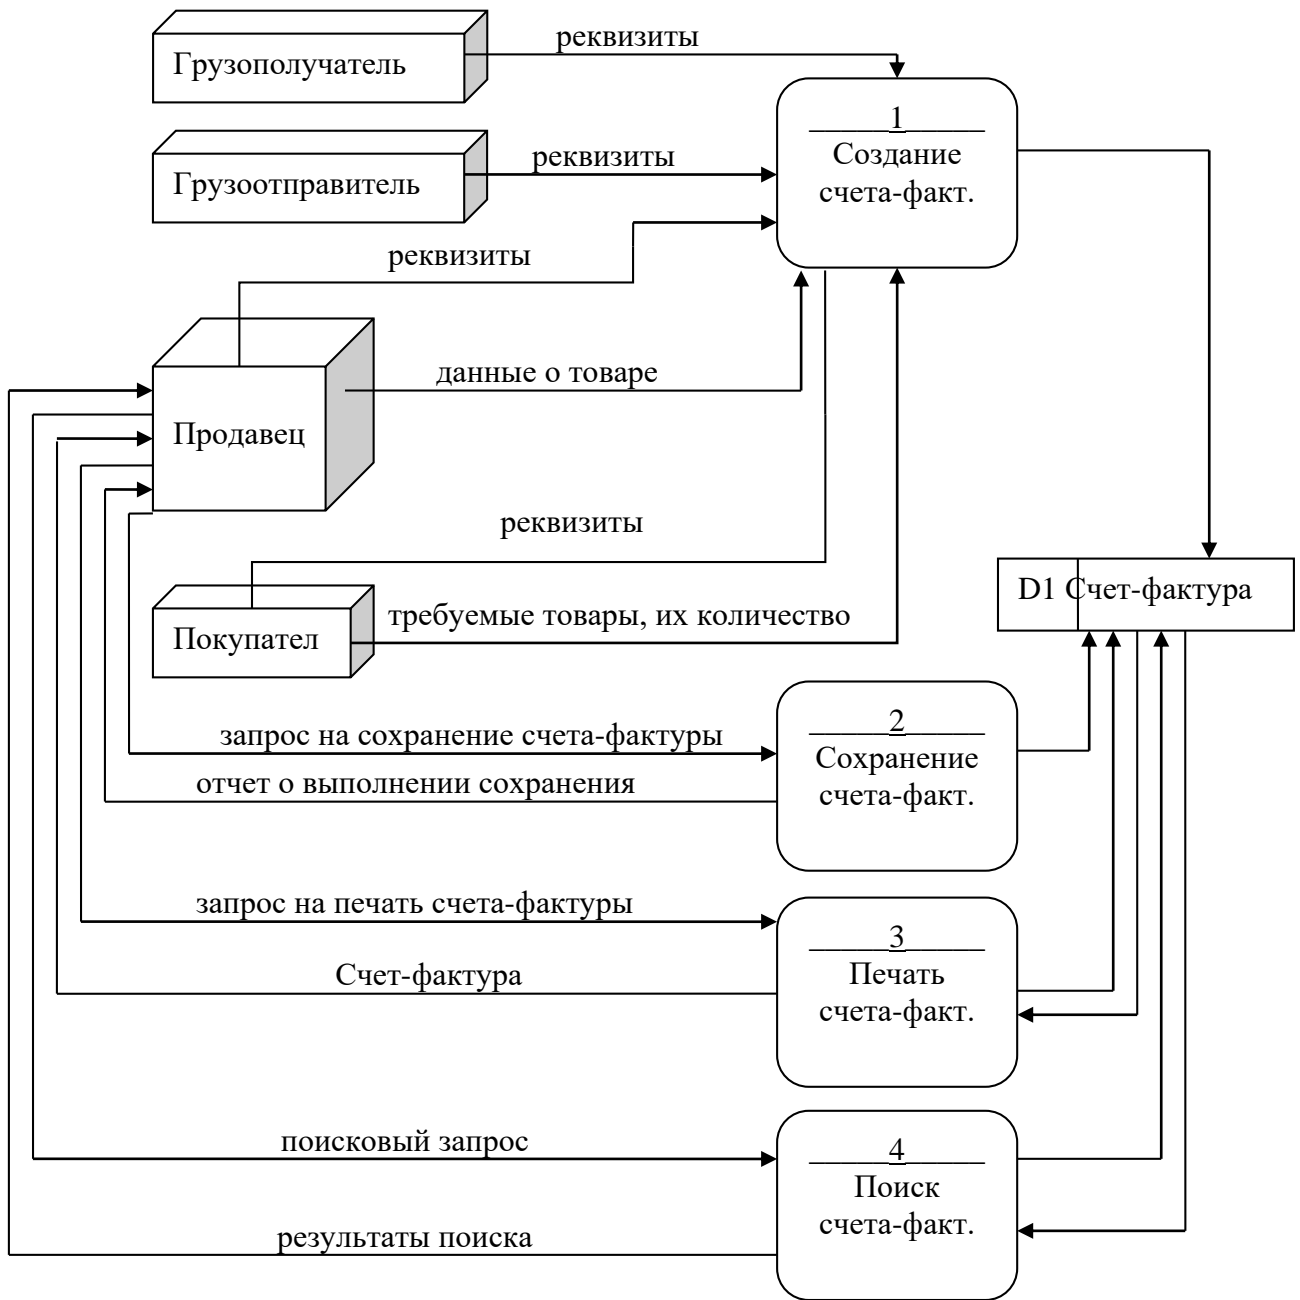 реквизиты
Грузополучатель
1
Создание
счета-факт.
реквизиты
Грузоотправитель
реквизиты
данные о товаре
Продавец
реквизиты
D1 Счет-фактура
требуемые товары, их количество
Покупател
2
Сохранение
счета-факт.
запрос на сохранение счета-фактуры
отчет о выполнении сохранения
запрос на печать счета-фактуры
3
Печать
счета-факт.
Счет-фактура
поисковый запрос
4
Поиск
счета-факт.
результаты поиска